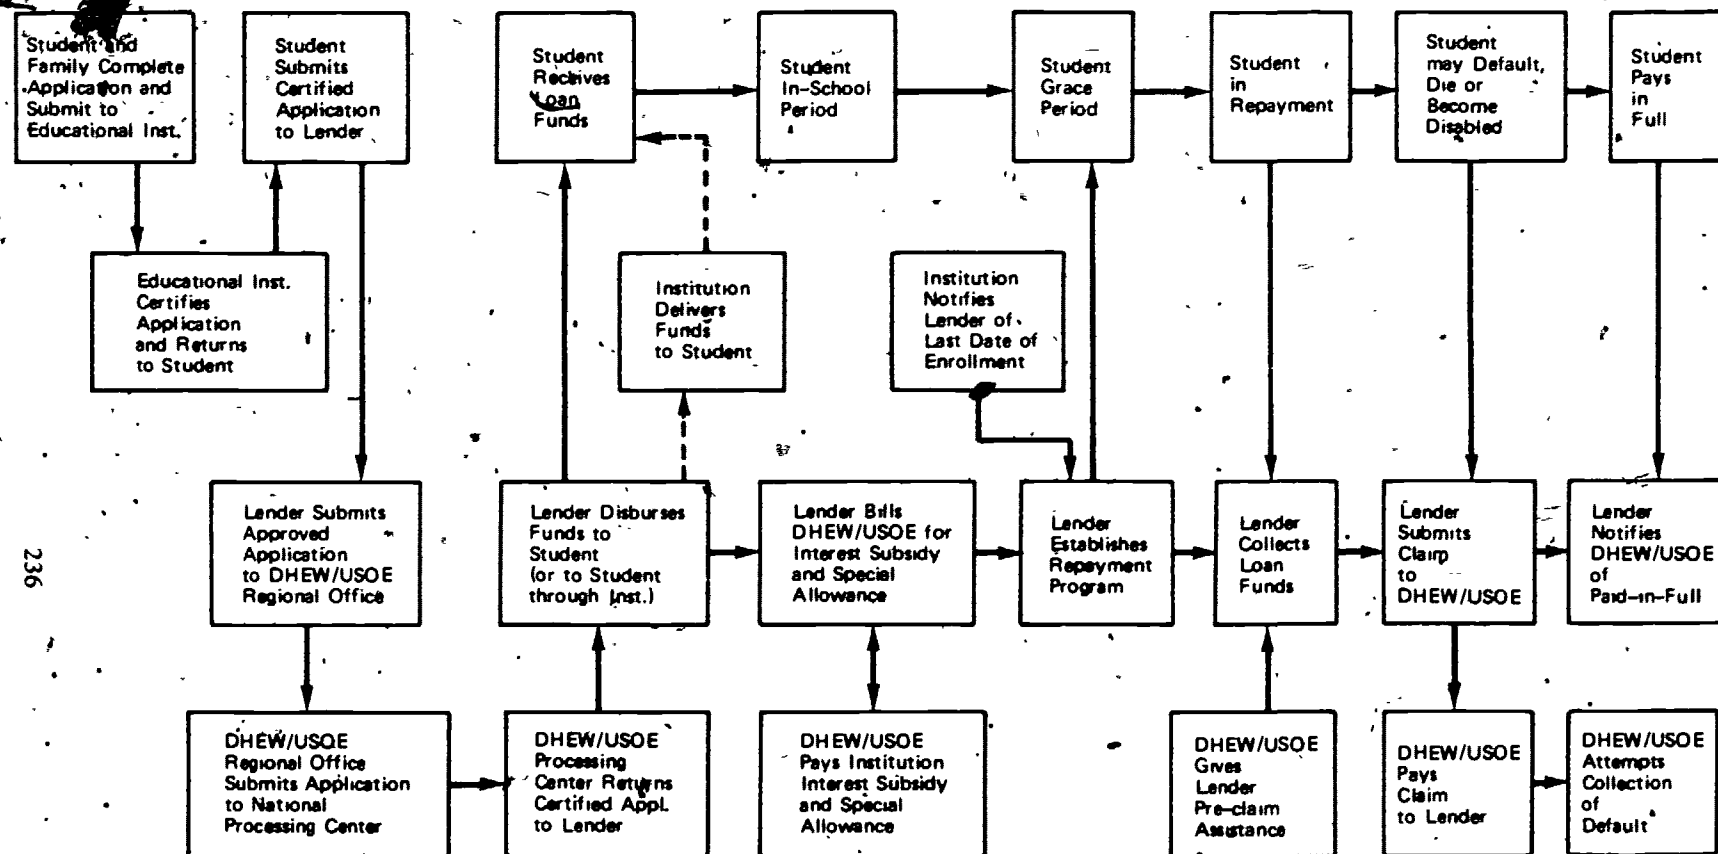 Student and
Family Complete
Application and
Submit to
Educational Inst.
Student
Submits
Certified
Application
to Lender
Student
Receives
Loan
Funds
Student
In-School
Period
Student
Grace
Period
Student
in
Repayment
Student
may Default,
Die or
Become
Disabled
Student
Pays
in
Full
Educational Inst.
Certifies
Application
and Returns
to Student
Institution
Delivers
Funds
to Student
Institution
Notifies
Lender of
Last Date of
Enrollment
Lender Submits
Approved
Application
to DHEW/USOE
Regional Office
Lender Disburses
Funds to
Student
(or to Student
through Inst.)
Lender Bills
DHEW/USOE for
Interest Subsidy
and Special
Allowance
Lender
Establishes
Repayment
Program
Lender
Collects
Loan
Funds
Lender
Submits
Claim
to
DHEW/USOE
Lender
Notifies
DHEW/USOE
of
Paid-in-Full
DHEW/USOE
Regional Office
Submits Application
to National
Processing Center
DHEW/USOE
Processing
Center Returns
Certified Appl.
to Lender
DHEW/USOE
Pays Institution
Interest Subsidy
and Special
Allowance
DHEW/USOE
Gives
Lender
Pre-claim
Assistance
DHEW/USOE
Pays
Claim
to Lender
DHEW/USOE
Attempts
Collection
of
Default
236